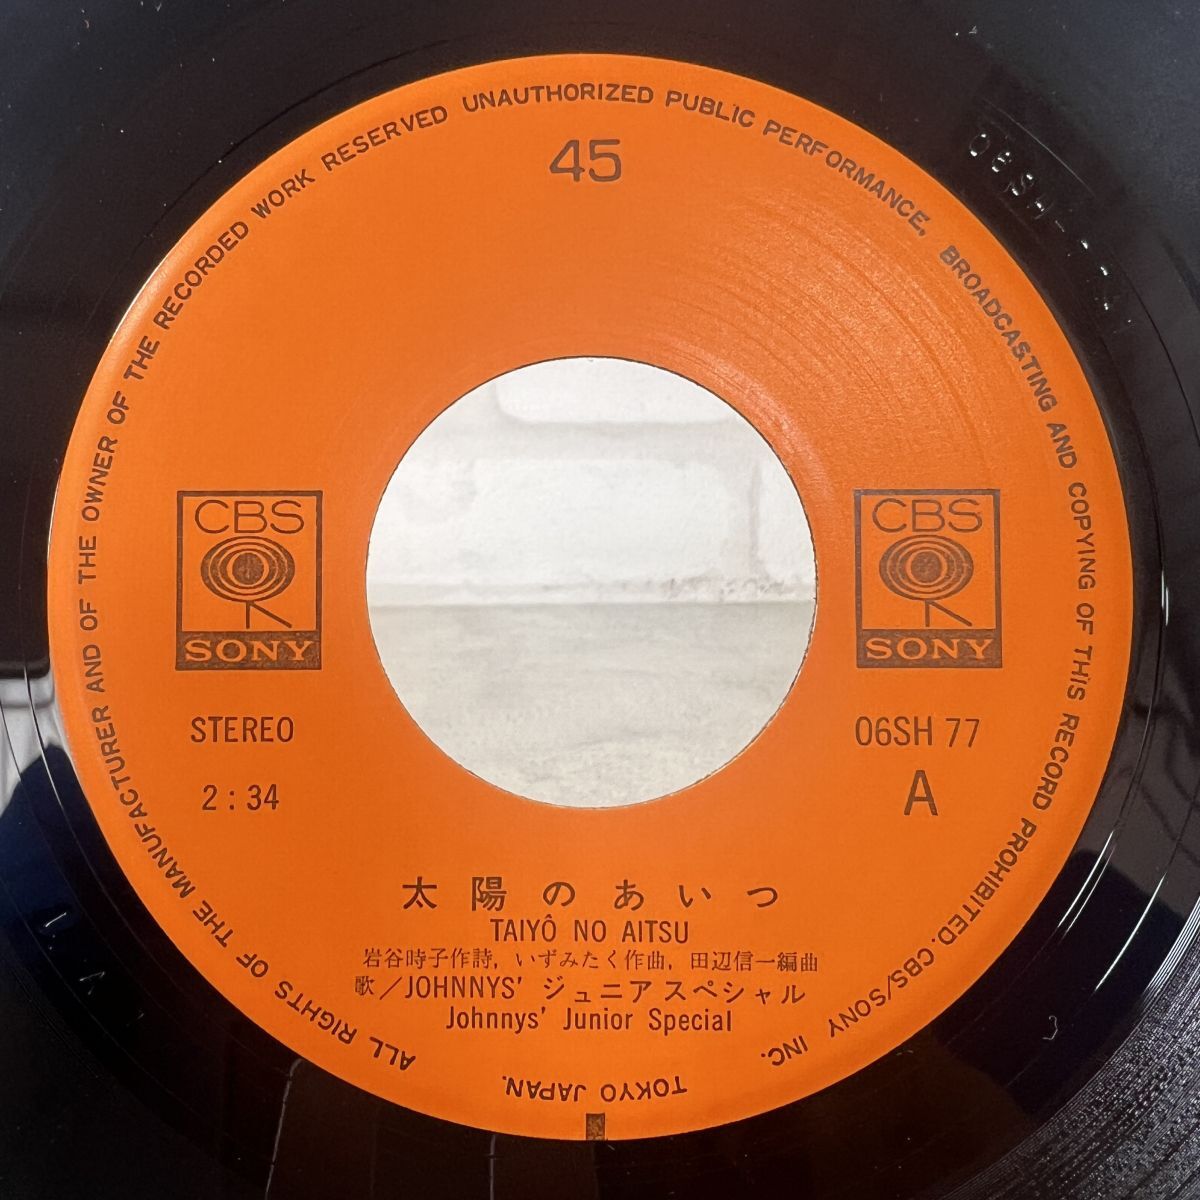 ALL RIGHTS OF THE MANUFACTURER AND OF THE OWNER OF THE RECORDED WORK RESERVED UNAUTHORIZED PUBLIC PERFORMANCE, BROADCASTING AND COPYING OF THIS RECORD PROHIBITED. CBS/SONY INC.
TOKYO JAPAN.
45
CBS
SONY
CBS
SONY
STEREO
06SH 77
2:34
A
太陽のあいつ
TAIYÔ NO AITSU
岩谷時子作詩，いずみたく作曲，田辺信一編曲
歌／JOHNNYS' ジュニアスペシャル
Johnnys' Junior Special